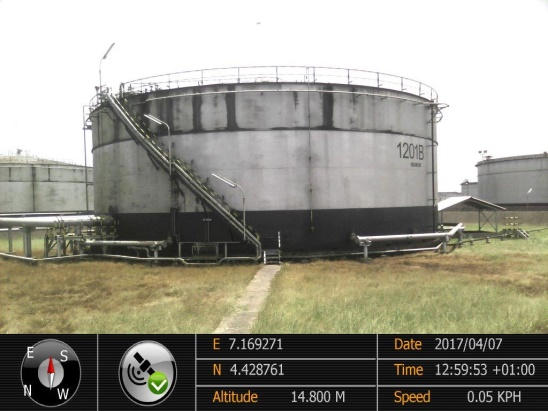 1201B
E 7.169271
Date 2017/04/07
N 4.428761
Time 12:59:53 +01:00
Altitude 14.800 M
Speed 0.05 KPH
E
S
N
W